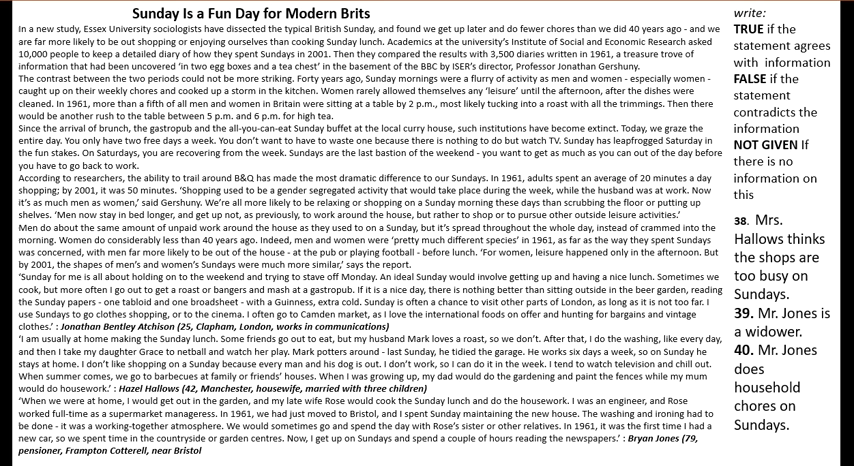 Sunday Is a Fun Day for Modern Brits
In a new study, Essex University sociologists have dissected the typical British Sunday, and found we get up later and do fewer chores than we did 40 years ago - and we
are far more likely to be out shopping or enjoying ourselves than cooking Sunday lunch. Academics at the university's Institute of Social and Economic Research asked
10,000 people to keep a detailed diary of how they spent Sundays in 2001. Then they compared the results with 3,500 diaries written in 1961, a treasure trove of
information that had been uncovered 'in two egg boxes and a tea chest' in the basement of the BBC by ISER's director, Professor Jonathan Gershuny.
The contrast between the two periods could not be more striking. Forty years ago, Sunday mornings were a flurry of activity as men and women - especially women -
caught up on their weekly chores and cooked up a storm in the kitchen. Women rarely allowed themselves any 'leisure' until the afternoon, after the dishes were
cleaned. In 1961, more than a fifth of all men and women in Britain were sitting at a table by 2 p.m., most likely tucking into a roast with all the trimmings. Then there
would be another rush to the table between 5 p.m. and 6 p.m. for high tea.
Since the arrival of brunch, the gastropub and the all-you-can-eat Sunday buffet at the local curry house, such institutions have become extinct. Today, we graze the
entire day. You only have two free days a week. You don't want to have to waste one because there is nothing to do but watch TV. Sunday has leapfrogged Saturday in
the fun stakes. On Saturdays, you are recovering from the week. Sundays are the last bastion of the weekend - you want to get as much as you can out of the day before
you have to go back to work.
According to researchers, the ability to trail around B&Q has made the most dramatic difference to our Sundays. In 1961, adults spent an average of 20 minutes a day
shopping; by 2001, it was 50 minutes. 'Shopping used to be a gender segregated activity that would take place during the week, while the husband was at work. Now
it's as much men as women,' said Gershuny. We're all more likely to be relaxing or shopping on a Sunday morning these days than scrubbing the floor or putting up
shelves. 'Men now stay in bed longer, and get up not, as previously, to work around the house, but rather to shop or to pursue other outside leisure activities.'
Men do about the same amount of unpaid work around the house as they used to on a Sunday, but it's spread throughout the whole day, instead of crammed into the
morning. Women do considerably less than 40 years ago. Indeed, men and women were 'pretty much different species' in 1961, as far as the way they spent Sundays
was concerned, with men far more likely to be out of the house - at the pub or playing football - before lunch. 'For women, leisure happened only in the afternoon. But
by 2001, the shapes of men's and women's Sundays were much more similar,' says the report.
'Sunday for me is all about holding on to the weekend and trying to stave off Monday. An ideal Sunday would involve getting up and having a nice lunch. Sometimes we
cook, but more often I go out to get a roast or bangers and mash at a gastropub. If it is a nice day, there is nothing better than sitting outside in the beer garden, reading
the Sunday papers - one tabloid and one broadsheet - with a Guinness, extra cold. Sunday is often a chance to visit other parts of London, as long as it is not too far. I
use Sundays to go clothes shopping, or to the cinema. I often go to Camden market, as I love the international foods on offer and hunting for bargains and vintage
clothes.' : Jonathan Bentley Atchison (25, Clapham, London, works in communications)
'I am usually at home making the Sunday lunch. Some friends go out to eat, but my husband Mark loves a roast, so we don't. After that, I do the washing, like every day,
and then I take my daughter Grace to netball and watch her play. Mark potters around - last Sunday, he tidied the garage. He works six days a week, so on Sunday he
stays at home. I don't like shopping on a Sunday because every man and his dog is out. I don't work, so I can do it in the week. I tend to watch television and chill out.
When summer comes, we go to barbecues at family or friends' houses. When I was growing up, my dad would do the gardening and paint the fences while my mum
would do housework.' : Hazel Hallows (42, Manchester, housewife, married with three children)
'When we were at home, I would get out in the garden, and my late wife Rose would cook the Sunday lunch and do the housework. I was an engineer, and Rose
worked full-time as a supermarket manageress. In 1961, we had just moved to Bristol, and I spent Sunday maintaining the new house. The washing and ironing had to
be done - it was a working-together atmosphere. We would sometimes go and spend the day with Rose's sister or other relatives. In 1961, it was the first time I had a
new car, so we spent time in the countryside or garden centres. Now, I get up on Sundays and spend a couple of hours reading the newspapers.' : Bryan Jones (79,
pensioner, Frampton Cotterell, near Bristol
write:
TRUE if the
statement agrees
with information
FALSE if the
statement
contradicts the
information
NOT GIVEN If
there is no
information on
this
38. Mrs.
Hallows thinks
the shops are
too busy on
Sundays.
39. Mr. Jones is
a widower.
40. Mr. Jones
does
household
chores on
Sundays.